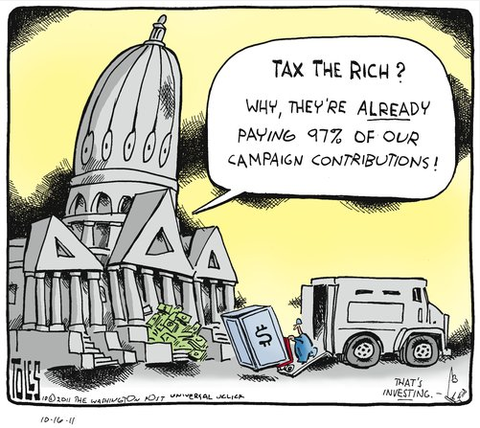 TAX THE RICH?
WHY, THEY'RE ALREADY
PAYING 97% OF OUR
CAMPAIGN CONTRIBUTIONS!
$
TOLES
©2011 THE WASHINGTON POST UNIVERSAL UCLICK
THAT'S
INVESTING.—
10-16-11